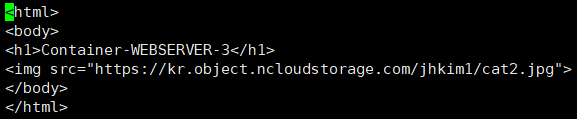 <html>
<body>
<h1>Container-WEBSERVER-3</h1>
<img src="https://kr.object.ncloudstorage.com/jhkim1/cat2.jpg">
</body>
</html>